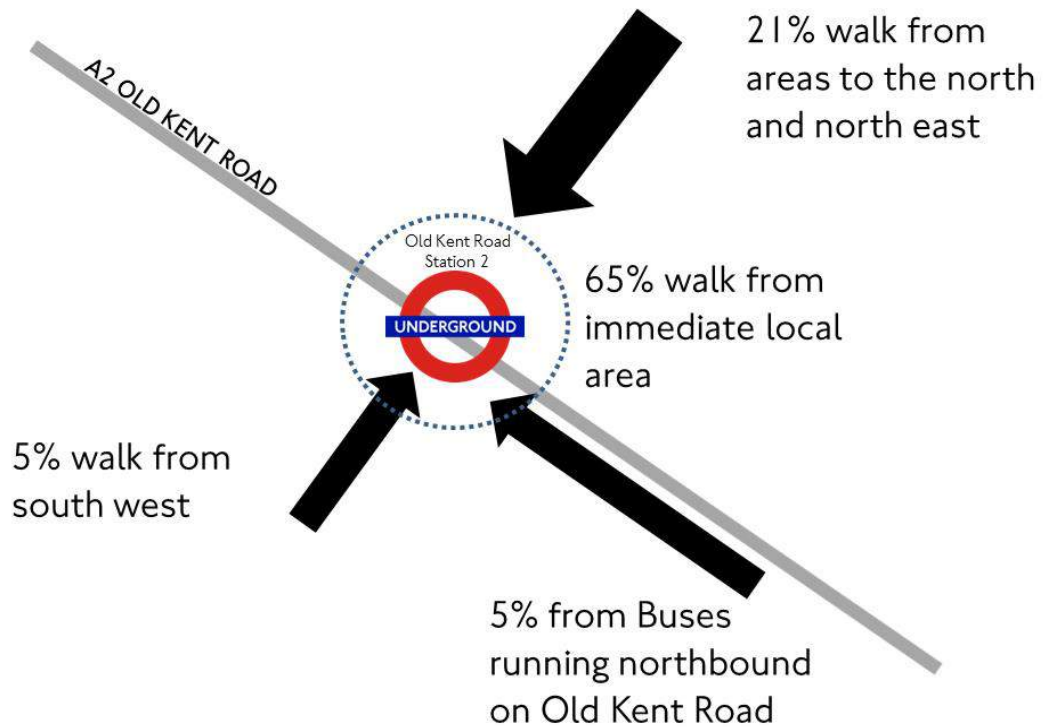 21% walk from
areas to the north
and north east
A2 OLD KENT ROAD
Old Kent Road
Station 2
UNDERGROUND
65% walk from
immediate local
area
5% walk from
south west
5% from Buses
running northbound
on Old Kent Road